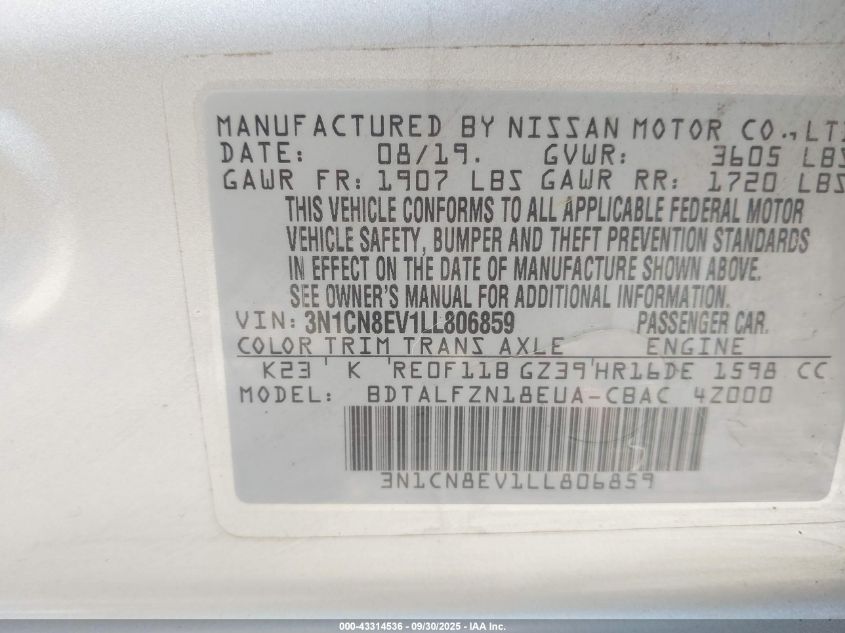 MANUFACTURED BY NISSAN MOTOR CO., LT
DATE: 08/19. GVWR: 3605 LBS
GAWR FR: 1907 LBS GAWR RR: 1720 LBS
THIS VEHICLE CONFORMS TO ALL APPLICABLE FEDERAL MOTOR
VEHICLE SAFETY, BUMPER AND THEFT PREVENTION STANDARDS
IN EFFECT ON THE DATE OF MANUFACTURE SHOWN ABOVE.
SEE OWNER'S MANUAL FOR ADDITIONAL INFORMATION.
VIN: 3N1CN8EV1LL806859 PASSENGER CAR.
COLOR TRIM TRANS AXLE ENGINE
K23 ' K 'RE0F11B GZ39'HR16DE 1598 CC
MODEL: BDTALFZN18EUA-CBAC 4Z000
3N1CN8EV1LL806859
000-43314536 - 09/30/2025 - IAA Inc.